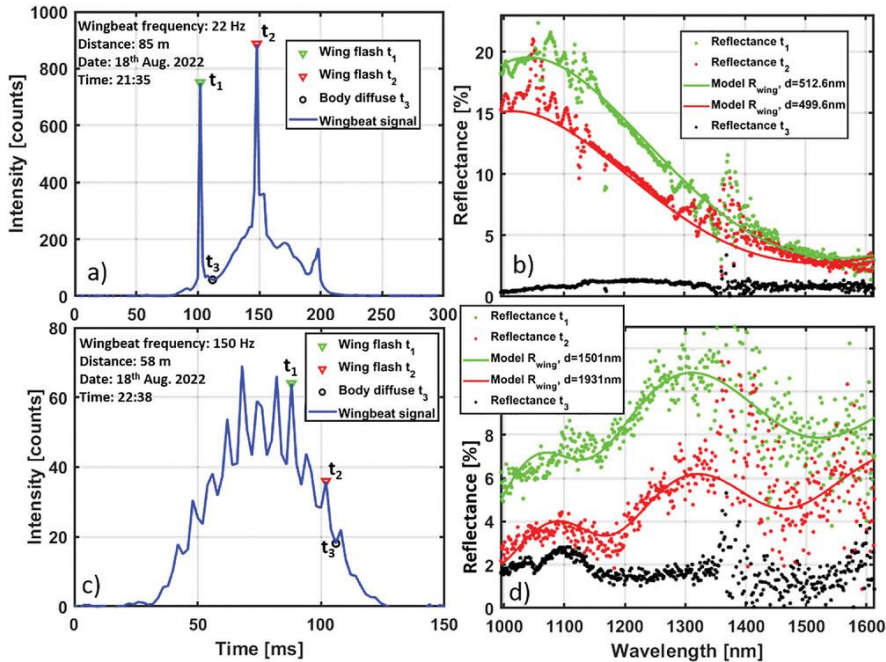 Wingbeat frequency: 22 Hz
Distance: 85 m
Date: 18th Aug. 2022
Time: 21:35
Wing flash t1
Wing flash t2
Body diffuse t3
Wingbeat signal
t1
t2
t3
a)
Intensity [counts]
1000
800
600
400
200
0
0 50 100 150 200 250 300
Reflectance t1
Reflectance t2
Model Rwing, d=512.6nm
Model Rwing, d=499.6nm
Reflectance t3
b)
Reflectance [%]
20
15
10
5
0
Wingbeat frequency: 150 Hz
Distance: 58 m
Date: 18th Aug. 2022
Time: 22:38
Wing flash t1
Wing flash t2
Body diffuse t3
Wingbeat signal
t1
t2
t3
c)
Intensity [counts]
80
60
40
20
0
0 50 100 150
Time [ms]
Reflectance t1
Reflectance t2
Model Rwing, d=1501nm
Model Rwing, d=1931nm
Reflectance t3
d)
Reflectance [%]
8
6
4
2
0
1000 1100 1200 1300 1400 1500 1600
Wavelength [nm]